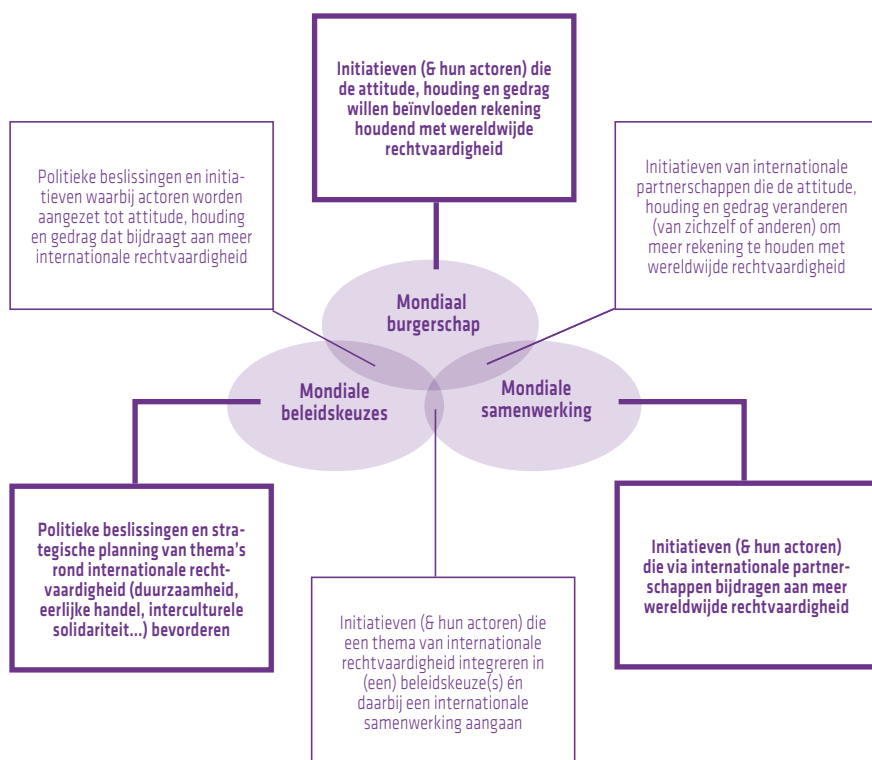 Initiatieven (& hun actoren) die
de attitude, houding en gedrag
willen beïnvloeden rekening
houdend met wereldwijde
rechtvaardigheid
Politieke beslissingen en initia-
tieven waarbij actoren worden
aangezet tot attitude, houding
en gedrag dat bijdraagt aan meer
internationale rechtvaardigheid
Initiatieven van internationale
partnerschappen die de attitude,
houding en gedrag veranderen
(van zichzelf of anderen) om
meer rekening te houden met
wereldwijde rechtvaardigheid
Mondiaal
burgerschap
Mondiale
beleidskeuzes
Mondiale
samenwerking
Politieke beslissingen en stra-
tegische planning van thema's
rond internationale recht-
vaardigheid (duurzaamheid,
eerlijke handel, interculturele
solidariteit...) bevorderen
Initiatieven (& hun actoren) die
een thema van internationale
rechtvaardigheid integreren in
(een) beleidskeuze(s) én
daarbij een internationale
samenwerking aangaan
Initiatieven (& hun actoren)
die via internationale partner-
schappen bijdragen aan meer
wereldwijde rechtvaardigheid